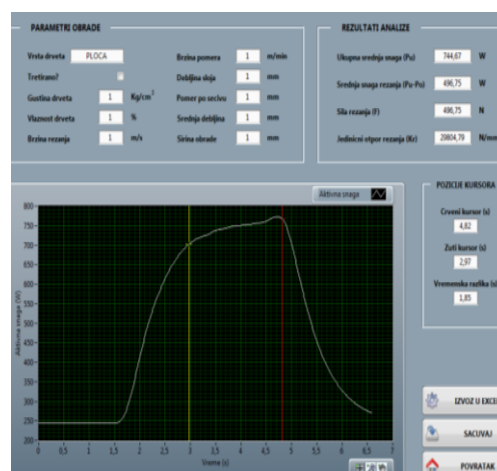 PARAMETRI OBRADE
Vrsta drveta PLOCA
Tretirano?
Gustina drveta 1 Kg/cm³
Vlaznost drveta 1 %
Brzina rezanja 1 m/s
Brzina pomera 1 m/min
Debljina sloja 1 mm
Pomer po secivu 1 mm
Srednja debljina 1 mm
Sirina obrade 1 mm
REZULTATI ANALIZE
Ukupna srednja snaga (Pu) 744,67 W
Srednja snaga rezanja (Pu-Po) 496,75 W
Sila rezanja (F) 496,75 N
Jedinicni otpor rezanja (Kr) 29804,79 N/mm
Aktivna snaga
800
750
700
650
600
550
500
450
400
350
300
250
200
Aktivna snaga (W)
0 0,5 1 1,5 2 2,5 3 3,5 4 4,5 5 5,5 6 6,5 7
Vreme (s)
POZICIJE KURSORA
Crveni kursor (s)
4,82
Zuti kursor (s)
2,97
Vremenska razlika (s)
1,85
IZVOZ U EXCE
SACUVAJ
POVRATAK